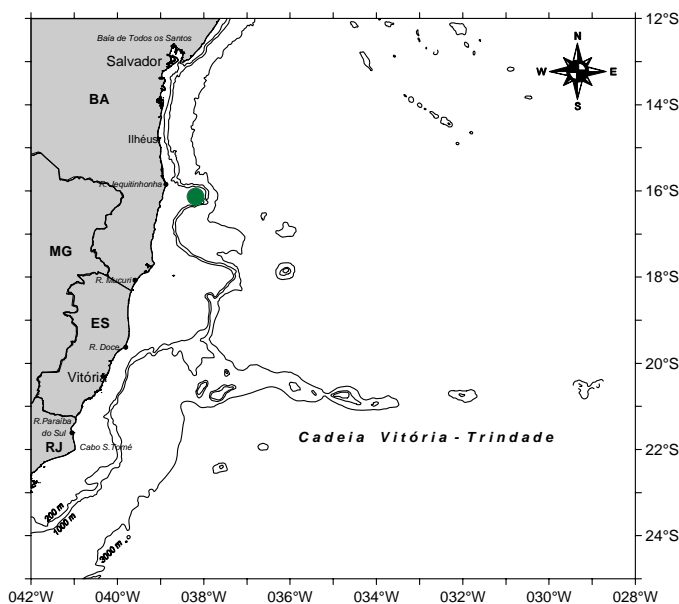 12°S
N
Baía de Todos os Santos
Salvador
W
E
S
BA
14°S
Ilhéus
R. Jequitinhonha
16°S
MG
R. Mucuri
18°S
ES
R. Doce
20°S
Vitória
R.Paraíba
do Sul
Cabo S.Tomé
RJ
Cadeia Vitória - Trindade
22°S
200 m
1000 m
3000 m
24°S
042°W 040°W 038°W 036°W 034°W 032°W 030°W 028°W